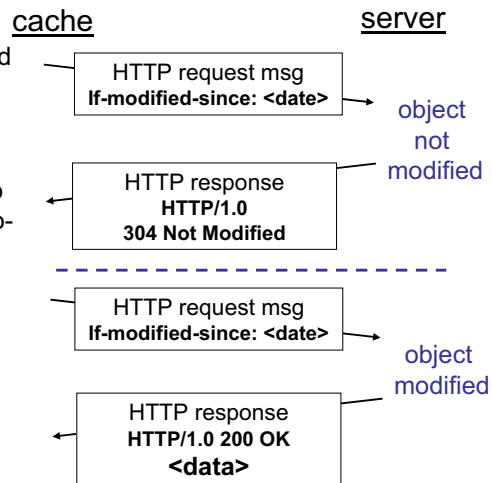 cache
server
HTTP request msg
If-modified-since: <date>
object
not
modified
HTTP response
HTTP/1.0
304 Not Modified
HTTP request msg
If-modified-since: <date>
object
modified
HTTP response
HTTP/1.0 200 OK
<data>